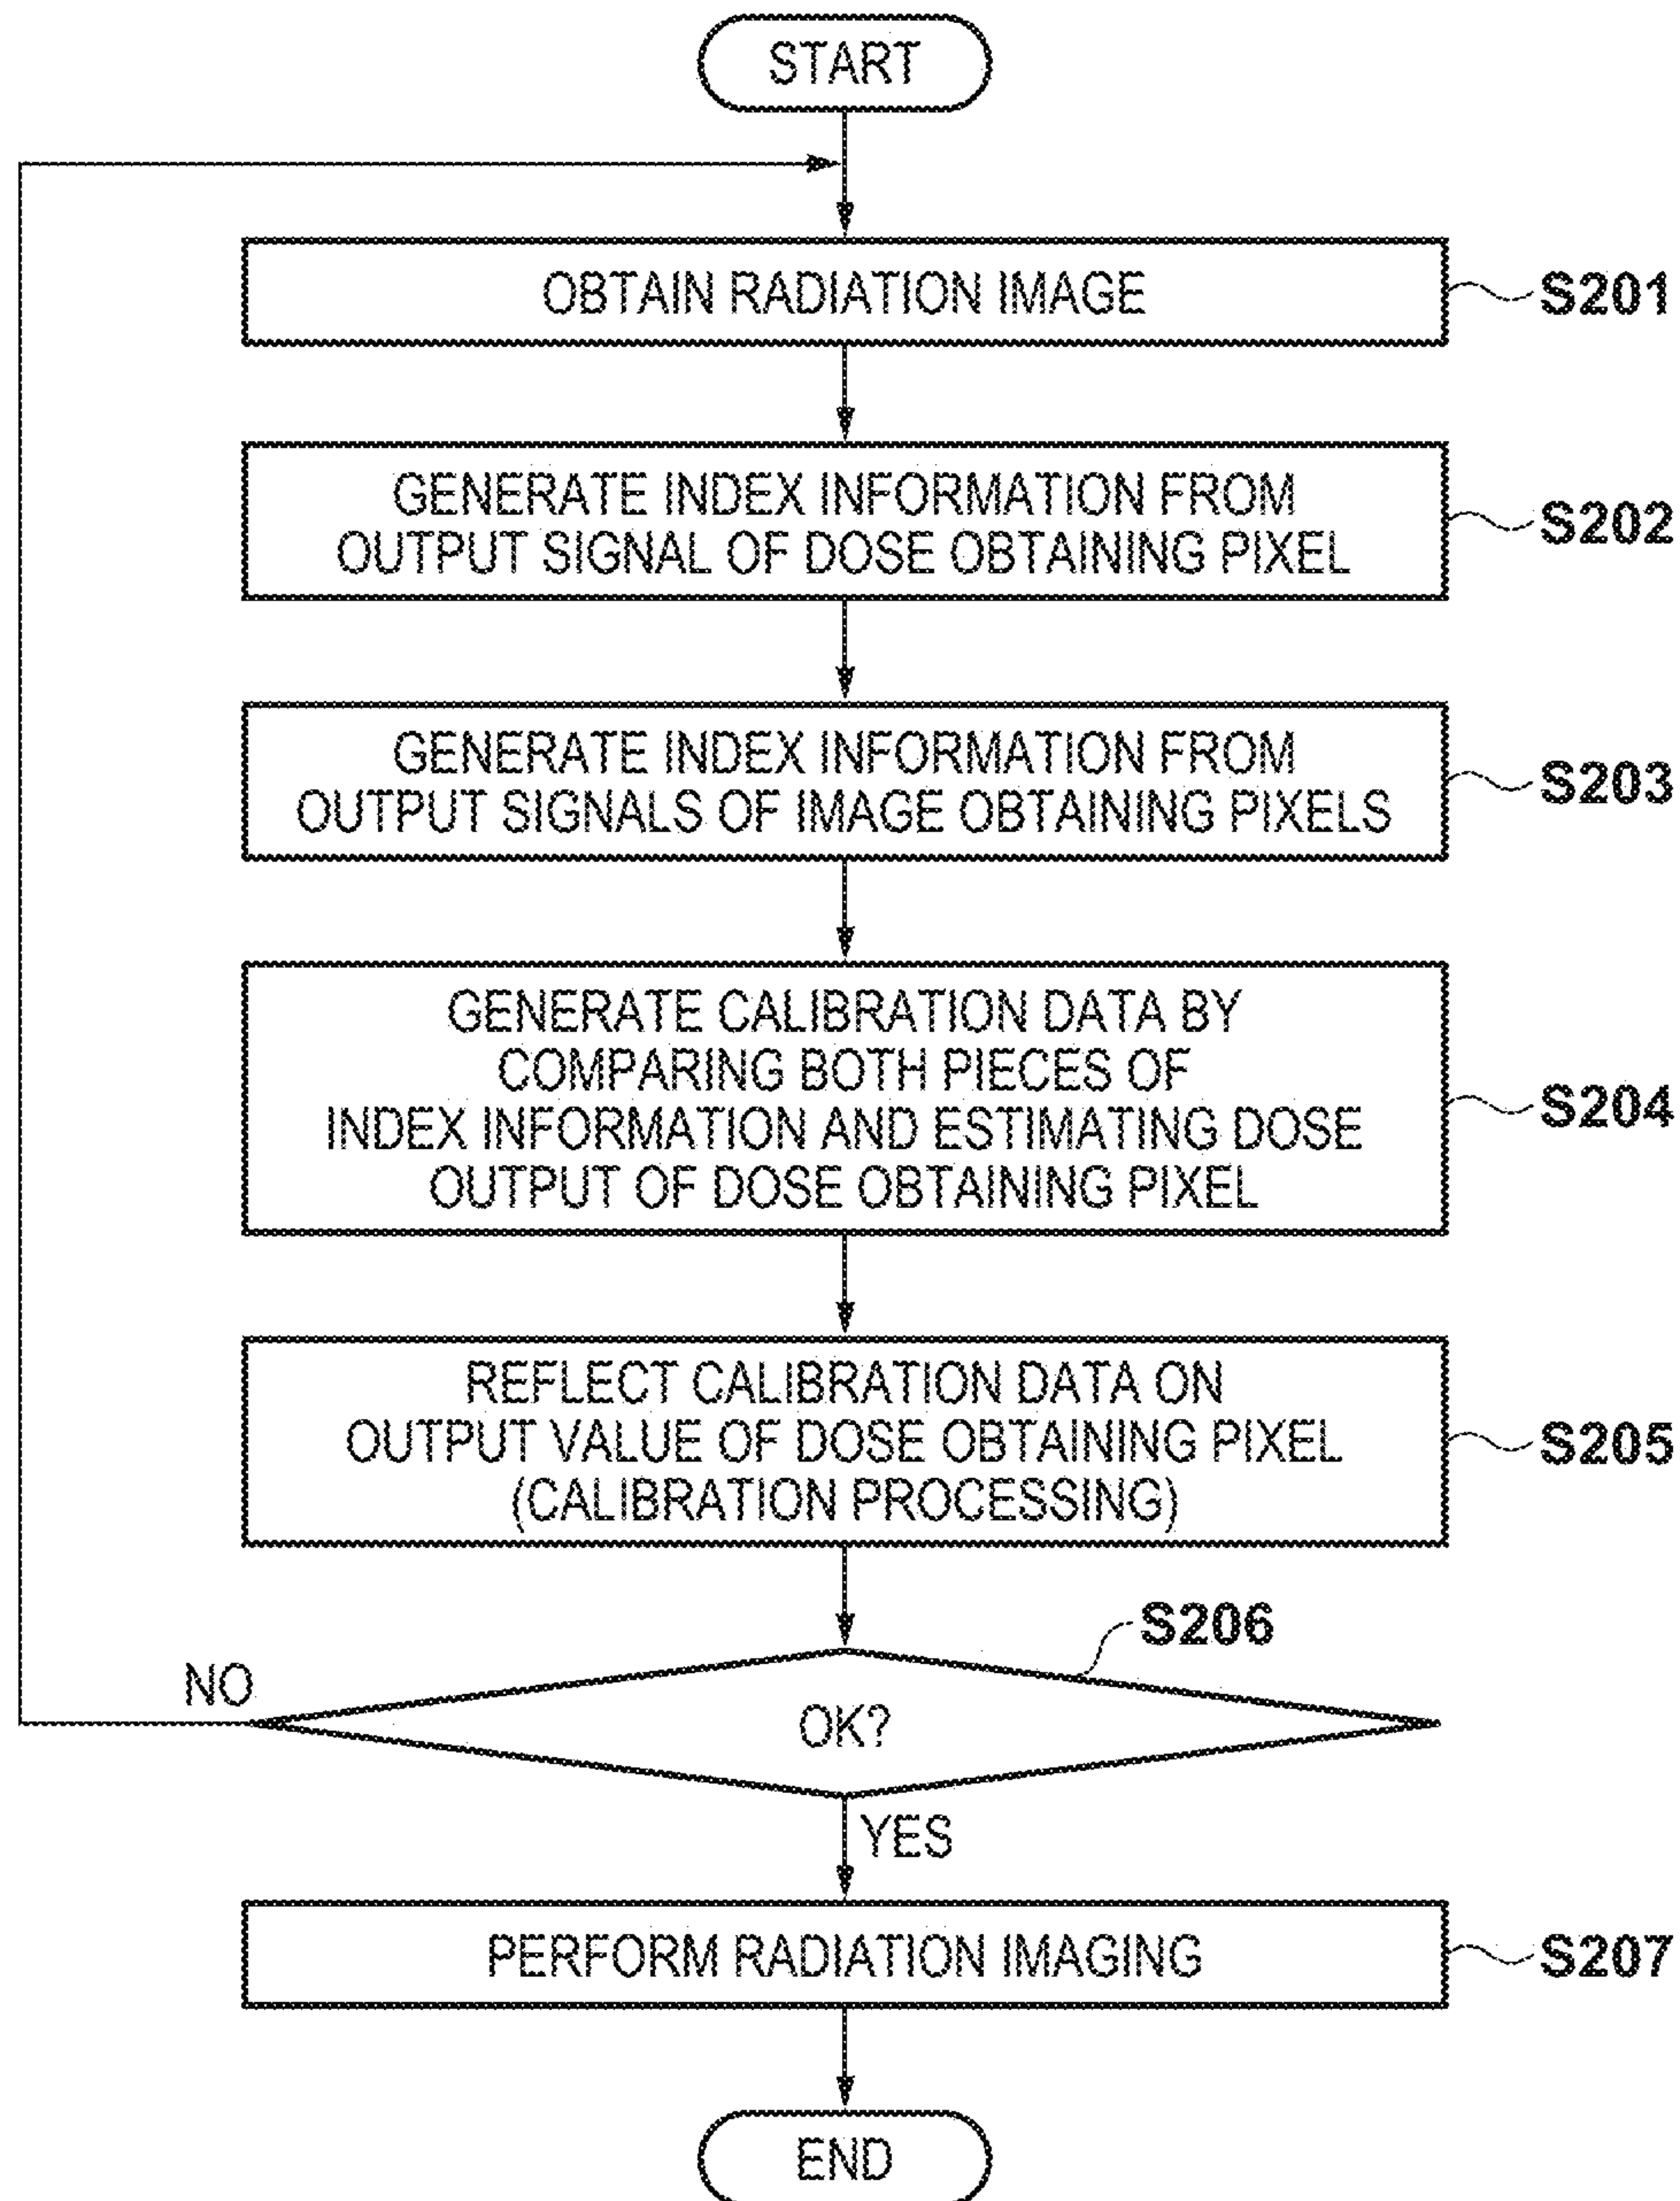 START
OBTAIN RADIATION IMAGE
S201
GENERATE INDEX INFORMATION FROM
OUTPUT SIGNAL OF DOSE OBTAINING PIXEL
S202
GENERATE INDEX INFORMATION FROM
OUTPUT SIGNALS OF IMAGE OBTAINING PIXELS
S203
GENERATE CALIBRATION DATA BY
COMPARING BOTH PIECES OF
INDEX INFORMATION AND ESTIMATING DOSE
OUTPUT OF DOSE OBTAINING PIXEL
S204
REFLECT CALIBRATION DATA ON
OUTPUT VALUE OF DOSE OBTAINING PIXEL
(CALIBRATION PROCESSING)
S205
S206
NO
OK?
YES
PERFORM RADIATION IMAGING
S207
END